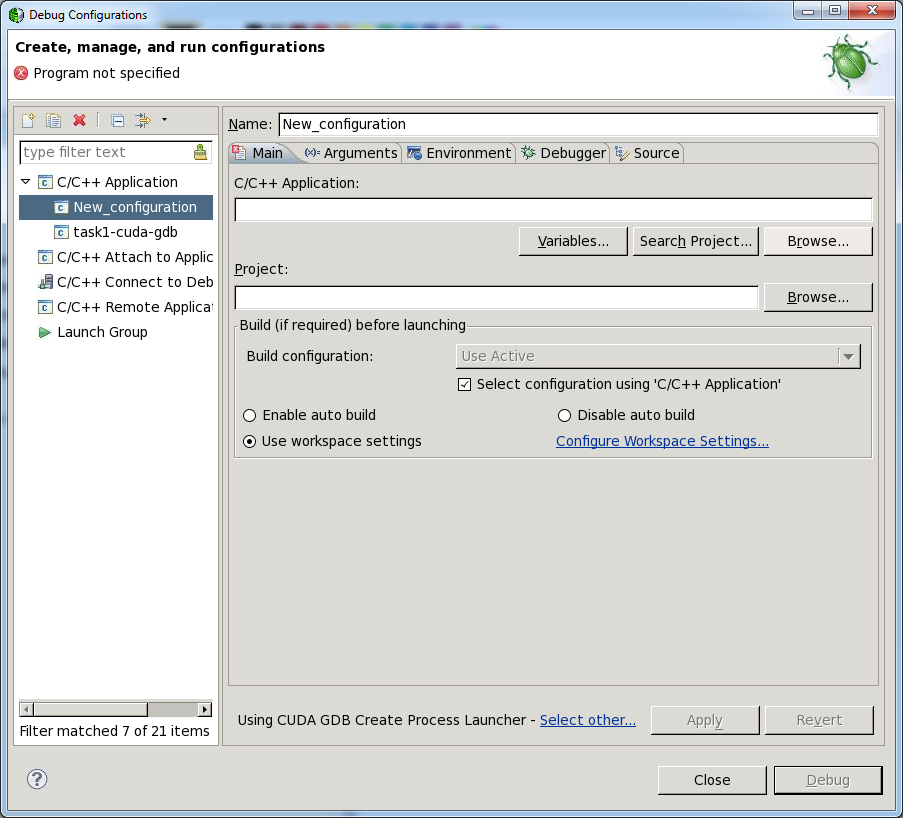 Debug Configurations
Create, manage, and run configurations
Program not specified
type filter text
C/C++ Application
New_configuration
task1-cuda-gdb
C/C++ Attach to Applic
C/C++ Connect to Deb
C/C++ Remote Applicat
Launch Group
Filter matched 7 of 21 items
Name: New_configuration
Main (x)= Arguments Environment Debugger Source
C/C++ Application:
Variables... Search Project... Browse...
Project:
Browse...
Build (if required) before launching
Build configuration: Use Active
Select configuration using 'C/C++ Application'
Enable auto build Disable auto build
Use workspace settings Configure Workspace Settings...
Using CUDA GDB Create Process Launcher - Select other... Apply Revert
? Close Debug